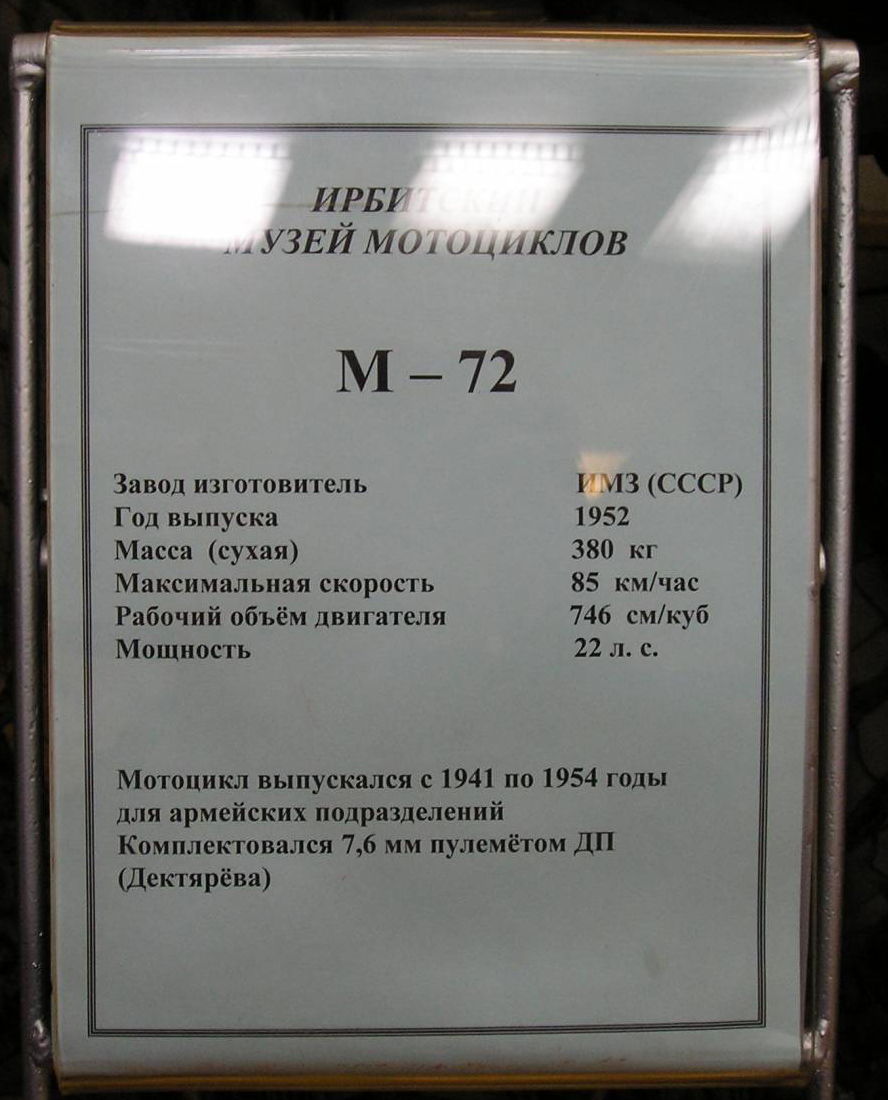 ИРБИТСКИЙ
МУЗЕЙ МОТОЦИКЛОВ
М – 72
Завод изготовитель ИМЗ (СССР)
Год выпуска 1952
Масса (сухая) 380 кг
Максимальная скорость 85 км/час
Рабочий объём двигателя 746 см/куб
Мощность 22 л. с.
Мотоцикл выпускался с 1941 по 1954 годы
для армейских подразделений
Комплектовался 7,6 мм пулемётом ДП
(Дектярёва)